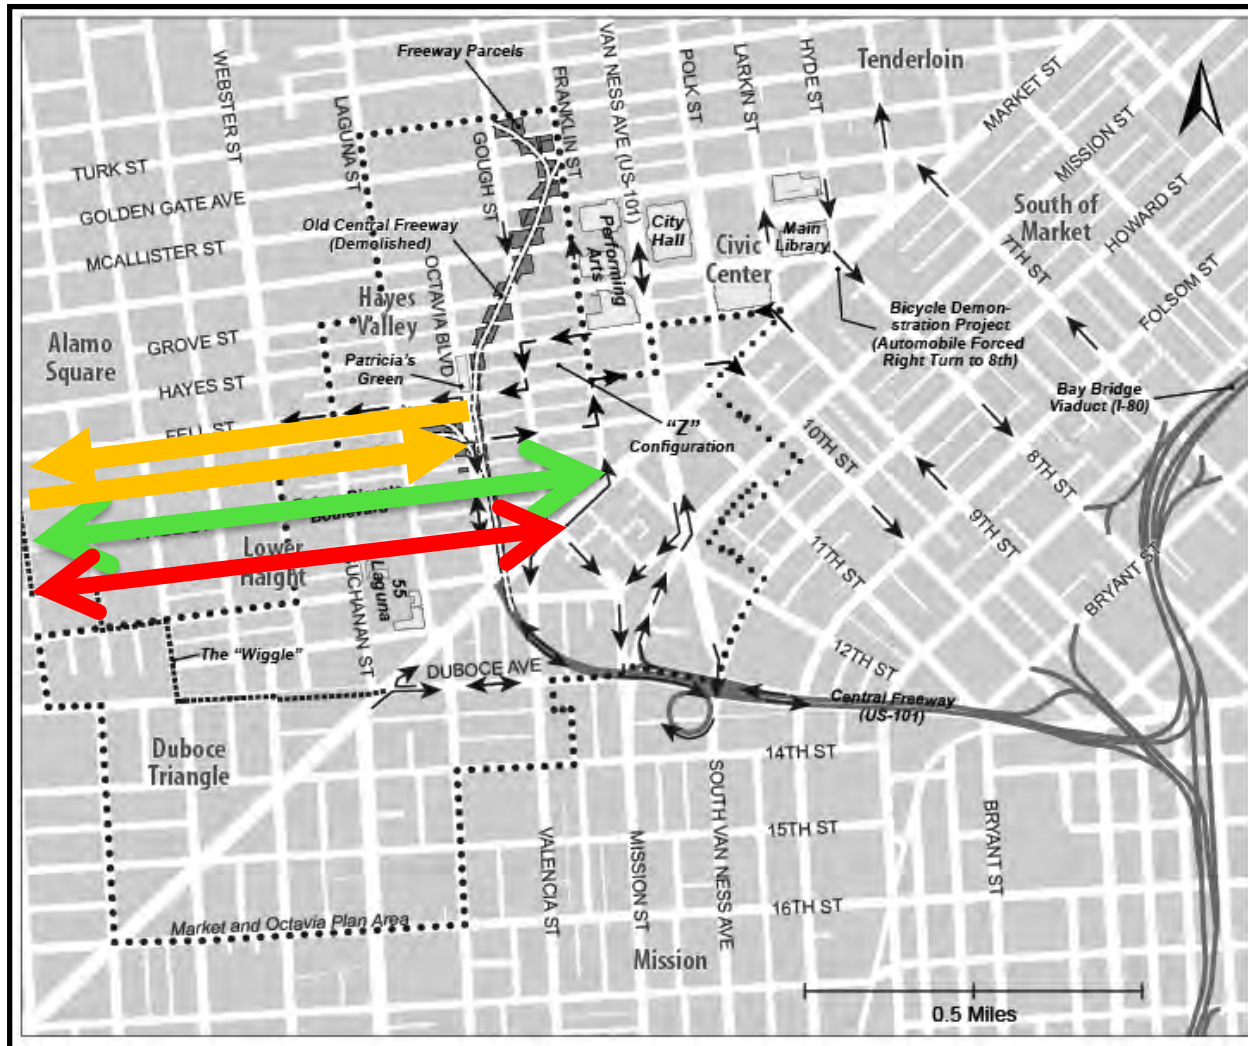 Freeway Parcels
VAN NESS AVE (US-101)
POLK ST
LARKIN ST
HYDE ST
Tenderloin
MARKET ST
MISSION ST
HOWARD ST
FOLSOM ST
WEBSTER ST
LAGUNA ST
GOUGH ST
FRANKLIN ST
TURK ST
GOLDEN GATE AVE
MCALLISTER ST
Old Central Freeway
(Demolished)
Performing
Arts
City
Hall
Civic
Center
Main
Library
South of
Market
7TH ST
OCTAVIA BLVD
Hayes
Valley
Alamo
Square
GROVE ST
HAYES ST
FELL ST
Patricia's
Green
Bicycle Demon-
stration Project
(Automobile Forced
Right Turn to 8th)
Bay Bridge
Viaduct (I-80)
"Z"
Configuration
10TH ST
8TH ST
9TH ST
11TH ST
12TH ST
BRYANT ST
Boulevard
Lower
Haight
55
Laguna
BUCHANAN ST
The "Wiggle"
DUBOCE AVE
Central Freeway
(US-101)
Duboce
Triangle
14TH ST
15TH ST
16TH ST
VALENCIA ST
MISSION ST
SOUTH VAN NESS AVE
BRYANT ST
Market and Octavia Plan Area
Mission
0.5 Miles